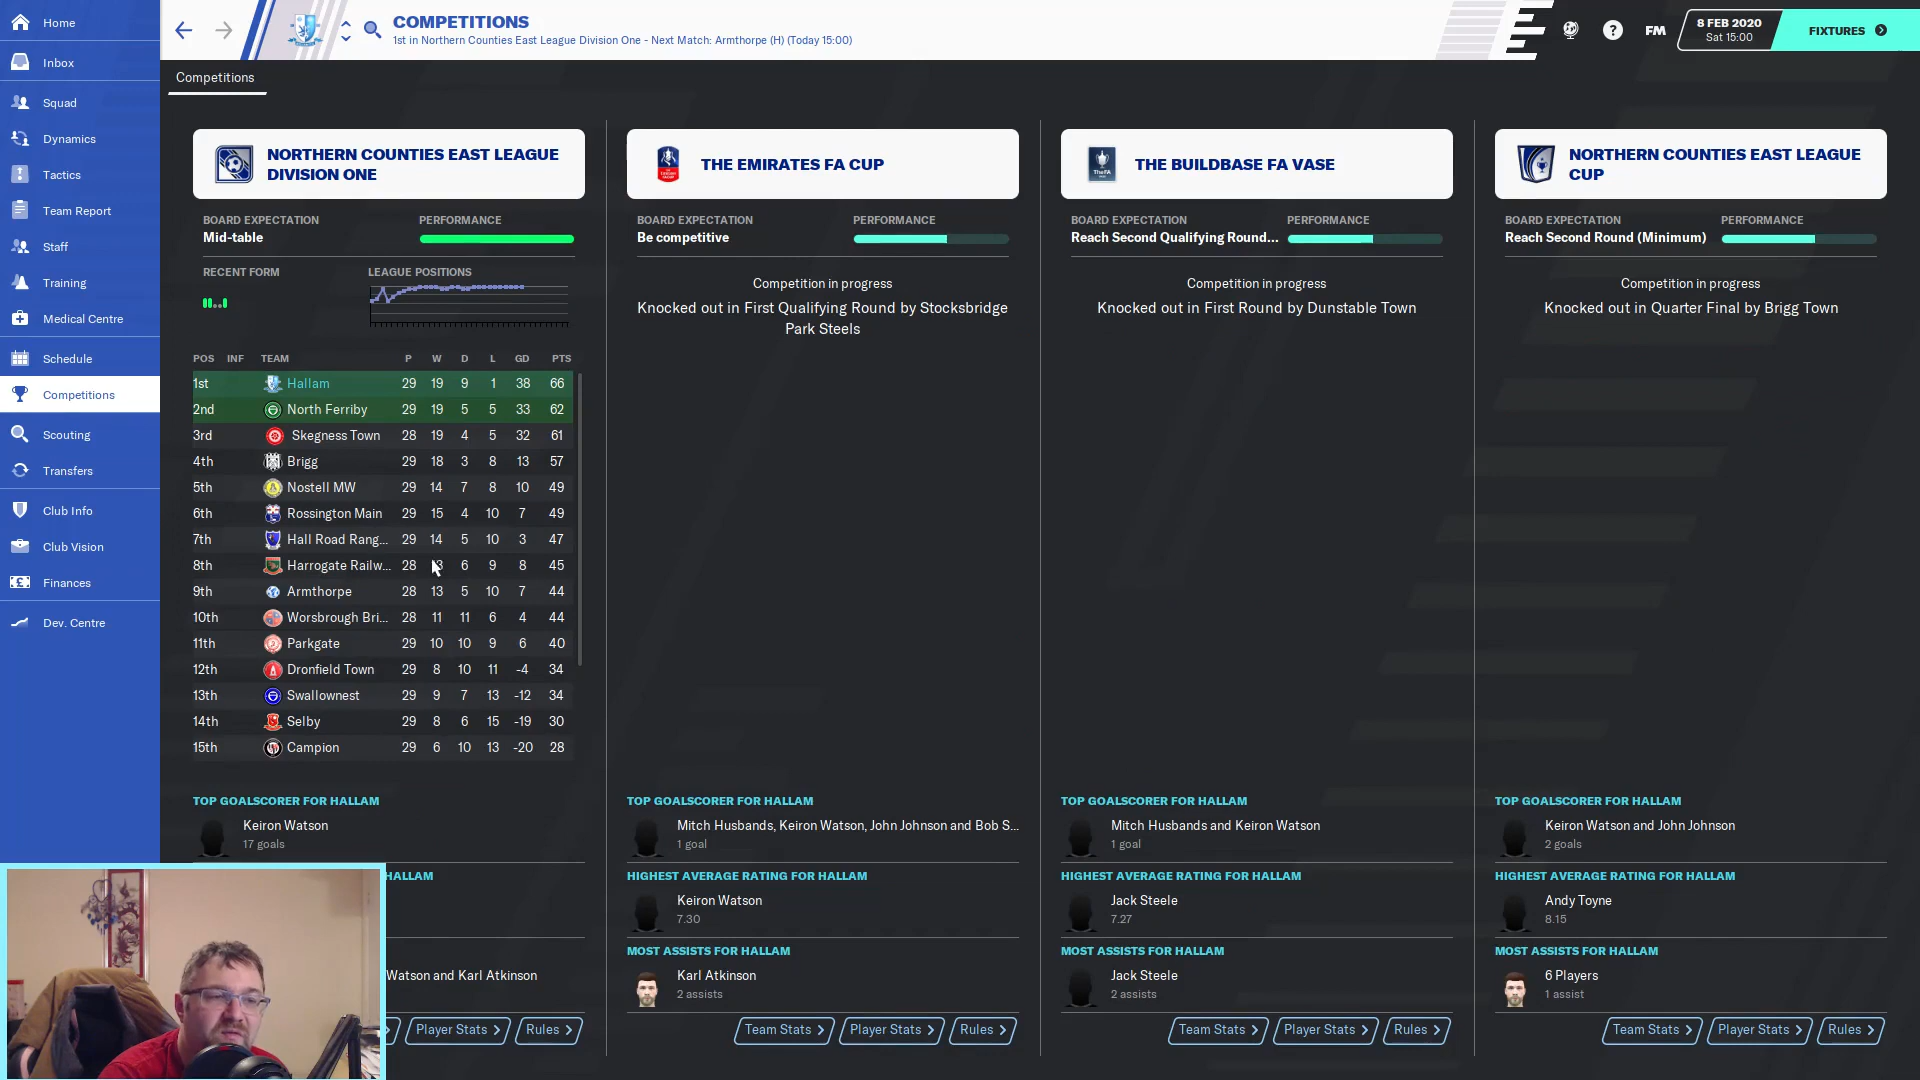 Home
Inbox
Squad
Dynamics
Tactics
Team Report
Staff
Training
Medical Centre
Schedule
Competitions
Scouting
Transfers
Club Info
Club Vision
Finances
Dev. Centre
COMPETITIONS
1st in Northern Counties East League Division One - Next Match: Armthorpe (H) (Today 15:00)
FM
8 FEB 2020
Sat 15:00
FIXTURES
Competitions
NORTHERN COUNTIES EAST LEAGUE
DIVISION ONE
BOARD EXPECTATION PERFORMANCE
Mid-table
RECENT FORM LEAGUE POSITIONS
POS INF TEAM P W D L GD PTS
1st Hallam 29 19 9 1 38 66
2nd North Ferriby 29 19 5 5 33 62
3rd Skegness Town 28 19 4 5 32 61
4th Brigg 29 18 3 8 13 57
5th Nostell MW 29 14 7 8 10 49
6th Rossington Main 29 15 4 10 7 49
7th Hall Road Rang... 29 14 5 10 3 47
8th Harrogate Railw... 28 6 9 8 45
9th Armthorpe 28 13 5 10 7 44
10th Worsbrough Bri... 28 11 11 6 4 44
11th Parkgate 29 10 10 9 6 40
12th Dronfield Town 29 8 10 11 -4 34
13th Swallownest 29 9 7 13 -12 34
14th Selby 29 8 6 15 -19 30
15th Campion 29 6 10 13 -20 28
TOP GOALSCORER FOR HALLAM
Keiron Watson
17 goals
HALLAM
Watson and Karl Atkinson
Player Stats
Rules
THE EMIRATES FA CUP
BOARD EXPECTATION PERFORMANCE
Be competitive
Competition in progress
Knocked out in First Qualifying Round by Stocksbridge
Park Steels
TOP GOALSCORER FOR HALLAM
Mitch Husbands, Keiron Watson, John Johnson and Bob S...
1 goal
HIGHEST AVERAGE RATING FOR HALLAM
Keiron Watson
7.30
MOST ASSISTS FOR HALLAM
Karl Atkinson
2 assists
Team Stats
Player Stats
Rules
THE BUILDBASE FA VASE
BOARD EXPECTATION PERFORMANCE
Reach Second Qualifying Round...
Competition in progress
Knocked out in First Round by Dunstable Town
TOP GOALSCORER FOR HALLAM
Mitch Husbands and Keiron Watson
1 goal
HIGHEST AVERAGE RATING FOR HALLAM
Jack Steele
7.27
MOST ASSISTS FOR HALLAM
Jack Steele
2 assists
Team Stats
Player Stats
Rules
NORTHERN COUNTIES EAST LEAGUE
CUP
BOARD EXPECTATION PERFORMANCE
Reach Second Round (Minimum)
Competition in progress
Knocked out in Quarter Final by Brigg Town
TOP GOALSCORER FOR HALLAM
Keiron Watson and John Johnson
2 goals
HIGHEST AVERAGE RATING FOR HALLAM
Andy Toyne
8.15
MOST ASSISTS FOR HALLAM
6 Players
1 assist
Team Stats
Player Stats
Rules